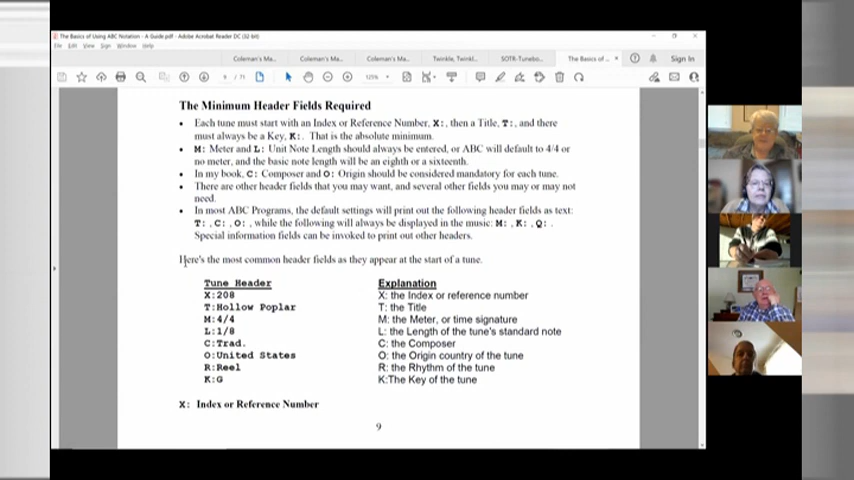 The Basics of Using ABC Notation - A Guide.pdf - Adobe Acrobat Reader DC (32-bit)
File Edit View Sign Window Help
Coleman's Ma... Coleman's Ma... Coleman's Ma... Twinkle, Twinkl... SOTR-Tunebo... The Basics of ... × Sign In
9 / 71 125%
The Minimum Header Fields Required
• Each tune must start with an Index or Reference Number, X:, then a Title, T:, and there
must always be a Key, K:. That is the absolute minimum.
• M: Meter and L: Unit Note Length should always be entered, or ABC will default to 4/4 or
no meter, and the basic note length will be an eighth or a sixteenth.
• In my book, C: Composer and O: Origin should be considered mandatory for each tune.
• There are other header fields that you may want, and several other fields you may or may not
need.
• In most ABC Programs, the default settings will print out the following header fields as text:
T: , C: , O: , while the following will always be displayed in the music: M: , K: , Q: .
Special information fields can be invoked to print out other headers.
Here's the most common header fields as they appear at the start of a tune.
Tune Header Explanation
X:208 X: the Index or reference number
T:Hollow Poplar T: the Title
M:4/4 M: the Meter, or time signature
L:1/8 L: the Length of the tune's standard note
C:Trad. C: the Composer
O:United States O: the Origin country of the tune
R:Reel R: the Rhythm of the tune
K:G K:The Key of the tune
X: Index or Reference Number
9